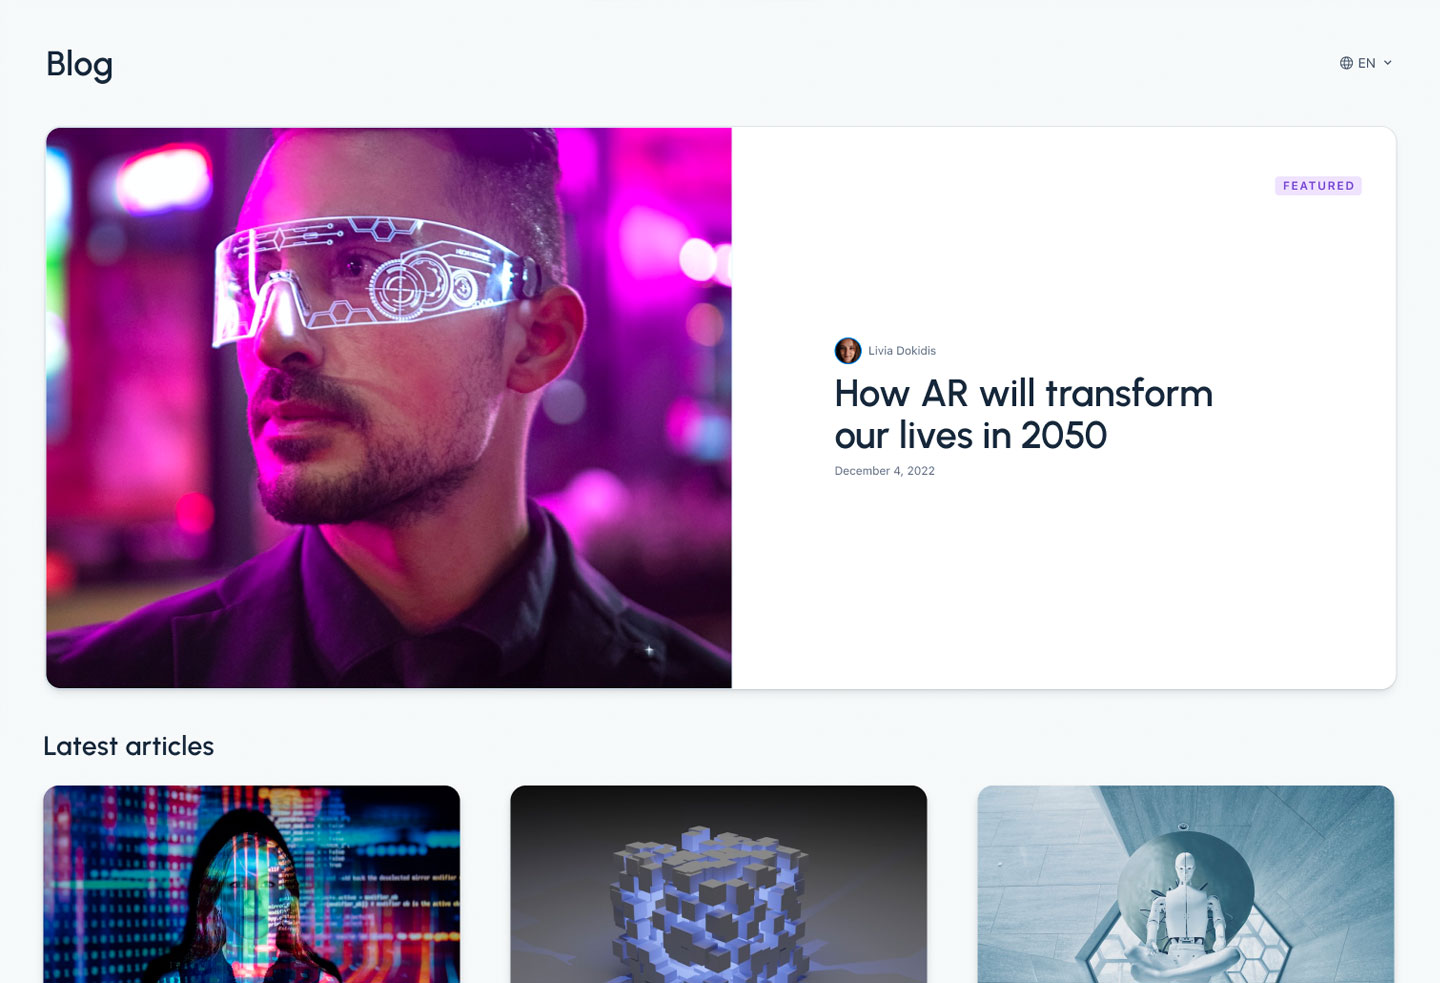 Blog
EN
FEATURED
Livia Dokidis
How AR will transform
our lives in 2050
December 4, 2022
Latest articles